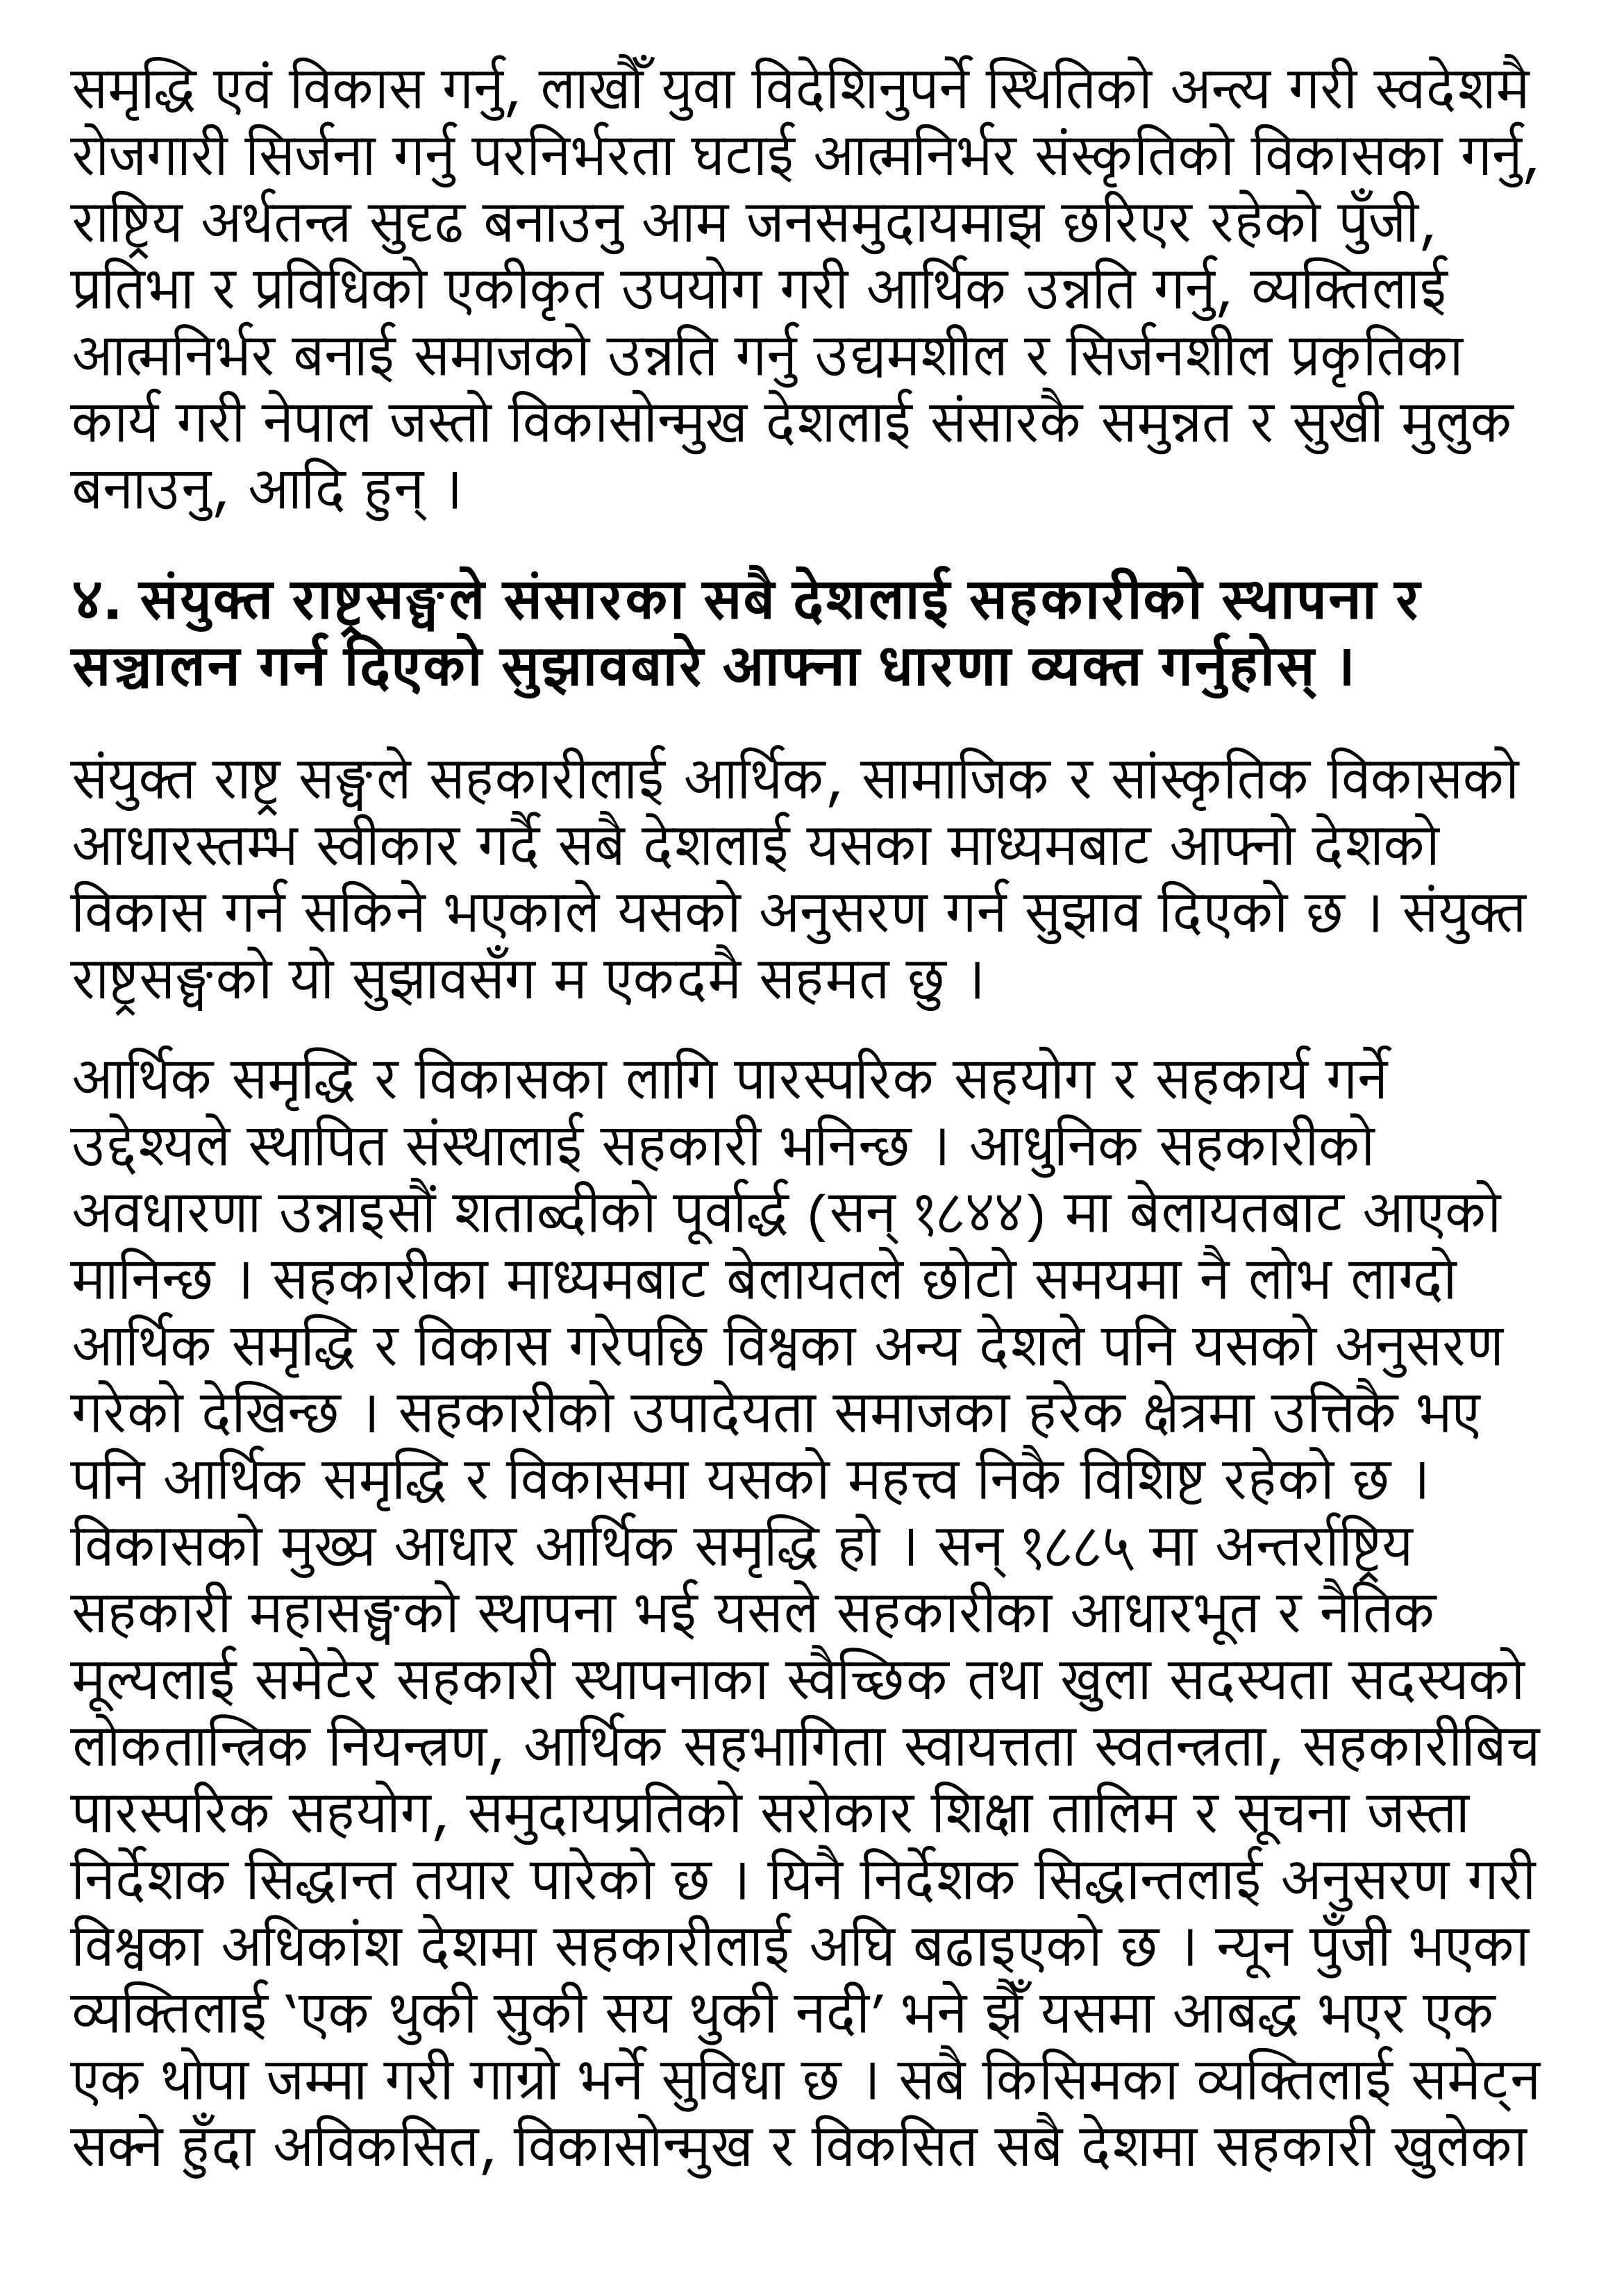 समृद्धि एवं विकास गर्नु, लाखौँ युवा विदेशिनुपर्ने स्थितिको अन्त्य गरी स्वदेशमै
रोजगारी सिर्जना गर्नु परनिर्भरता घटाई आत्मनिर्भर संस्कृतिको विकासका गर्नु,
राष्ट्रिय अर्थतन्त्र सुदृढ बनाउनु आम जनसमुदायमाझ छरिएर रहेको पुँजी,
प्रतिभा र प्रविधिको एकीकृत उपयोग गरी आर्थिक उन्नति गर्नु, व्यक्तिलाई
आत्मनिर्भर बनाई समाजको उन्नति गर्नु उद्यमशील र सिर्जनशील प्रकृतिका
कार्य गरी नेपाल जस्तो विकासोन्मुख देशलाई संसारकै समुन्नत र सुखी मुलुक
बनाउनु, आदि हुन् ।
४. संयुक्त राष्ट्रसङ्घले संसारका सबै देशलाई सहकारीको स्थापना र
सञ्चालन गर्न दिएको सुझावबारे आफ्ना धारणा व्यक्त गर्नुहोस् ।
संयुक्त राष्ट्र सङ्घले सहकारीलाई आर्थिक, सामाजिक र सांस्कृतिक विकासको
आधारस्तम्भ स्वीकार गर्दै सबै देशलाई यसका माध्यमबाट आफ्नो देशको
विकास गर्न सकिने भएकाले यसको अनुसरण गर्न सुझाव दिएको छ । संयुक्त
राष्ट्रसङ्घको यो सुझावसँग म एकदमै सहमत छु ।
आर्थिक समृद्धि र विकासका लागि पारस्परिक सहयोग र सहकार्य गर्ने
उद्देश्यले स्थापित संस्थालाई सहकारी भनिन्छ । आधुनिक सहकारीको
अवधारणा उन्नाइसौं शताब्दीको पूर्वार्द्ध (सन् १८४४) मा बेलायतबाट आएको
मानिन्छ । सहकारीका माध्यमबाट बेलायतले छोटो समयमा नै लोभ लाग्दो
आर्थिक समृद्धि र विकास गरेपछि विश्वका अन्य देशले पनि यसको अनुसरण
गरेको देखिन्छ । सहकारीको उपादेयता समाजका हरेक क्षेत्रमा उत्तिकै भए
पनि आर्थिक समृद्धि र विकासमा यसको महत्त्व निकै विशिष्ट रहेको छ ।
विकासको मुख्य आधार आर्थिक समृद्धि हो । सन् १८८५ मा अन्तर्राष्ट्रिय
सहकारी महासङ्घको स्थापना भई यसले सहकारीका आधारभूत र नैतिक
मूल्यलाई समेटेर सहकारी स्थापनाका स्वैच्छिक तथा खुला सदस्यता सदस्यको
लोकतान्त्रिक नियन्त्रण, आर्थिक सहभागिता स्वायत्तता स्वतन्त्रता, सहकारीबिच
पारस्परिक सहयोग, समुदायप्रतिको सरोकार शिक्षा तालिम र सूचना जस्ता
निर्देशक सिद्धान्त तयार पारेको छ । यिनै निर्देशक सिद्धान्तलाई अनुसरण गरी
विश्वका अधिकांश देशमा सहकारीलाई अघि बढाइएको छ । न्यून पुँजी भएका
व्यक्तिलाई ‘एक थुकी सुकी सय थुकी नदी’ भने झैँ यसमा आबद्ध भएर एक
एक थोपा जम्मा गरी गाग्रो भर्ने सुविधा छ । सबै किसिमका व्यक्तिलाई समेट्न
सक्ने हुँदा अविकसित, विकासोन्मुख र विकसित सबै देशमा सहकारी खुलेका